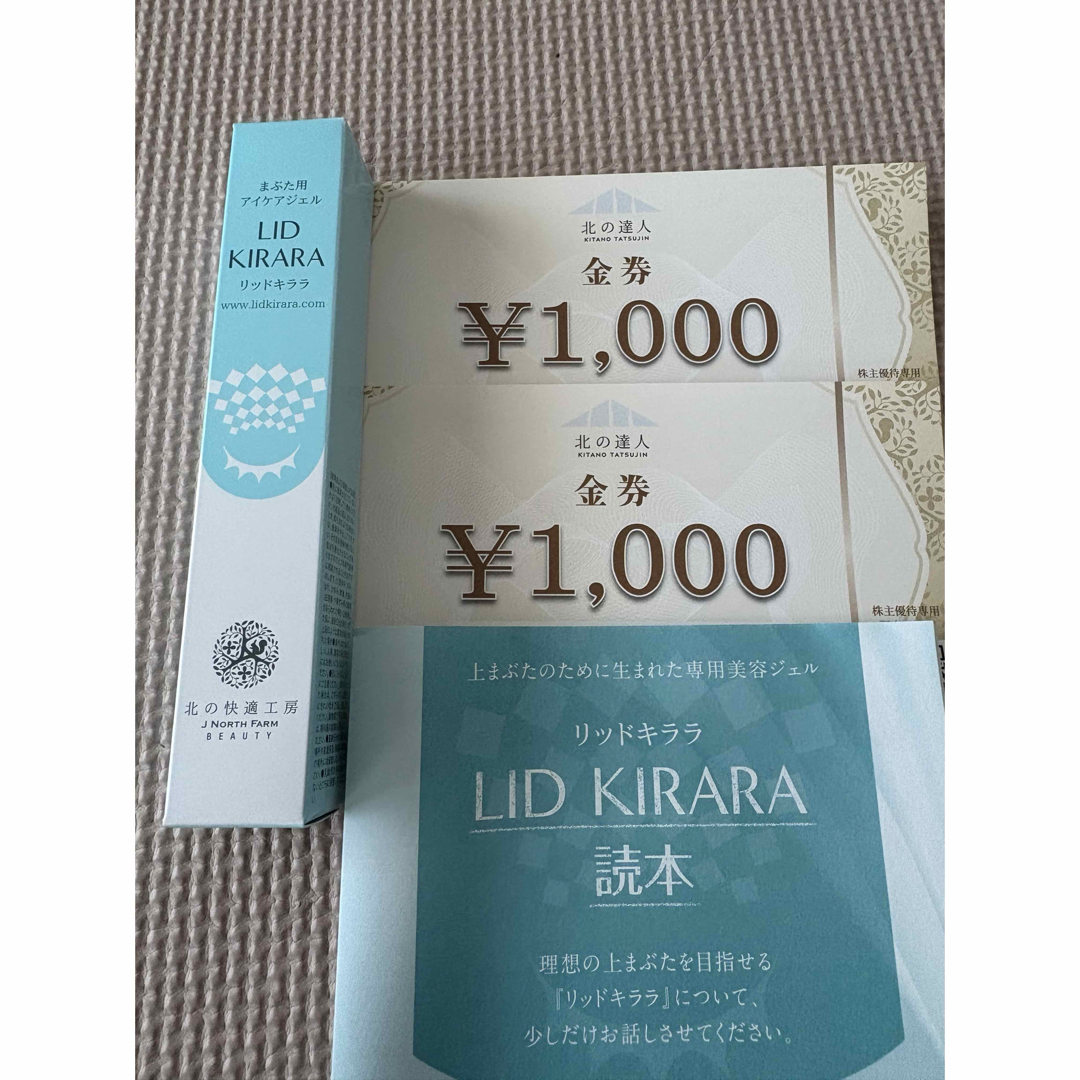 まぶた用
アイケアジェル
LID
KIRARA
リッドキララ
www.lidkirara.com
北の快適工房
J NORTH FARM
BEAUTY
北の達人
KITANO TATSUJIN
金券
¥1,000
株主優待専用
北の達人
KITANO TATSUJIN
金券
¥1,000
株主優待専用
上まぶたのために生まれた専用美容ジェル
リッドキララ
LID KIRARA
読本
理想の上まぶたを目指せる
『リッドキララ』について、
少しだけお話しさせてください。